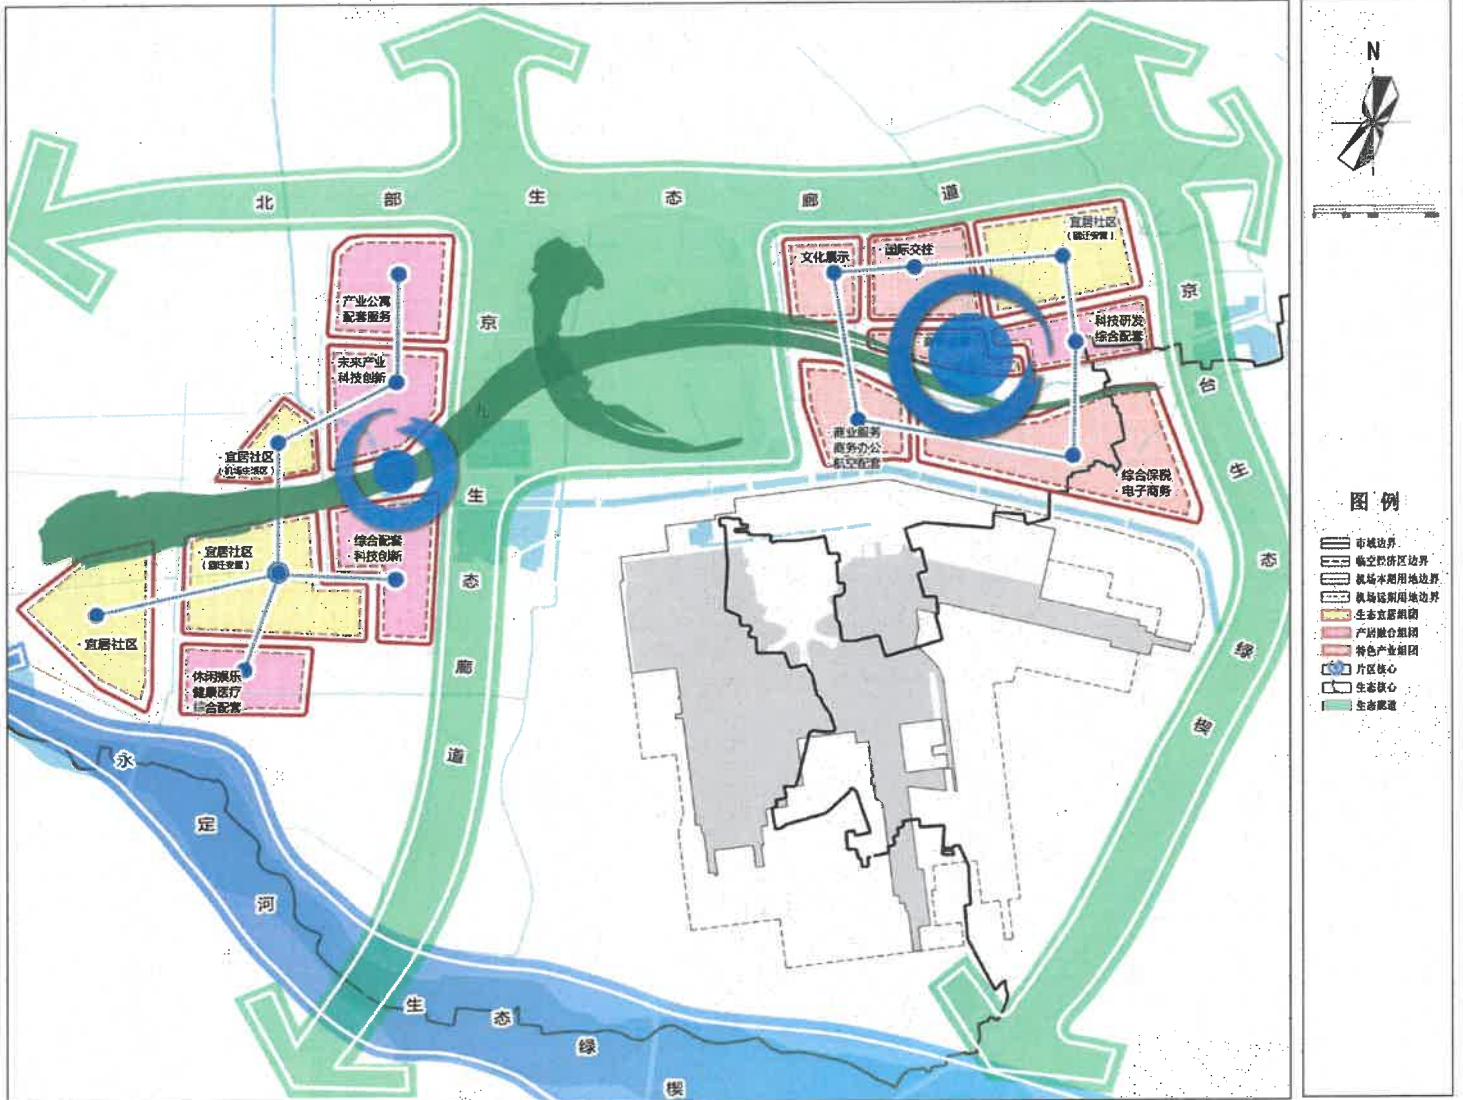 北部生态廊道
宜居社区
（回迁安置）
国际交往
文化展示
科技研发
综合配套
产业公寓
配套服务
未来产业
科技创新
宜居社区
商业服务
商务办公
航空配套
综合保税
电子商务
综合配套
科技创新
宜居社区
（回迁安置）
宜居社区
休闲娱乐
健康医疗
综合配套
京九生态廊道
京台生态绿楔
永定河生态绿楔
N
图例
市域边界
临空经济区边界
机场本期用地边界
机场远期用地边界
生态宜居组团
产居融合组团
特色产业组团
片区核心
生态核心
生态廊道